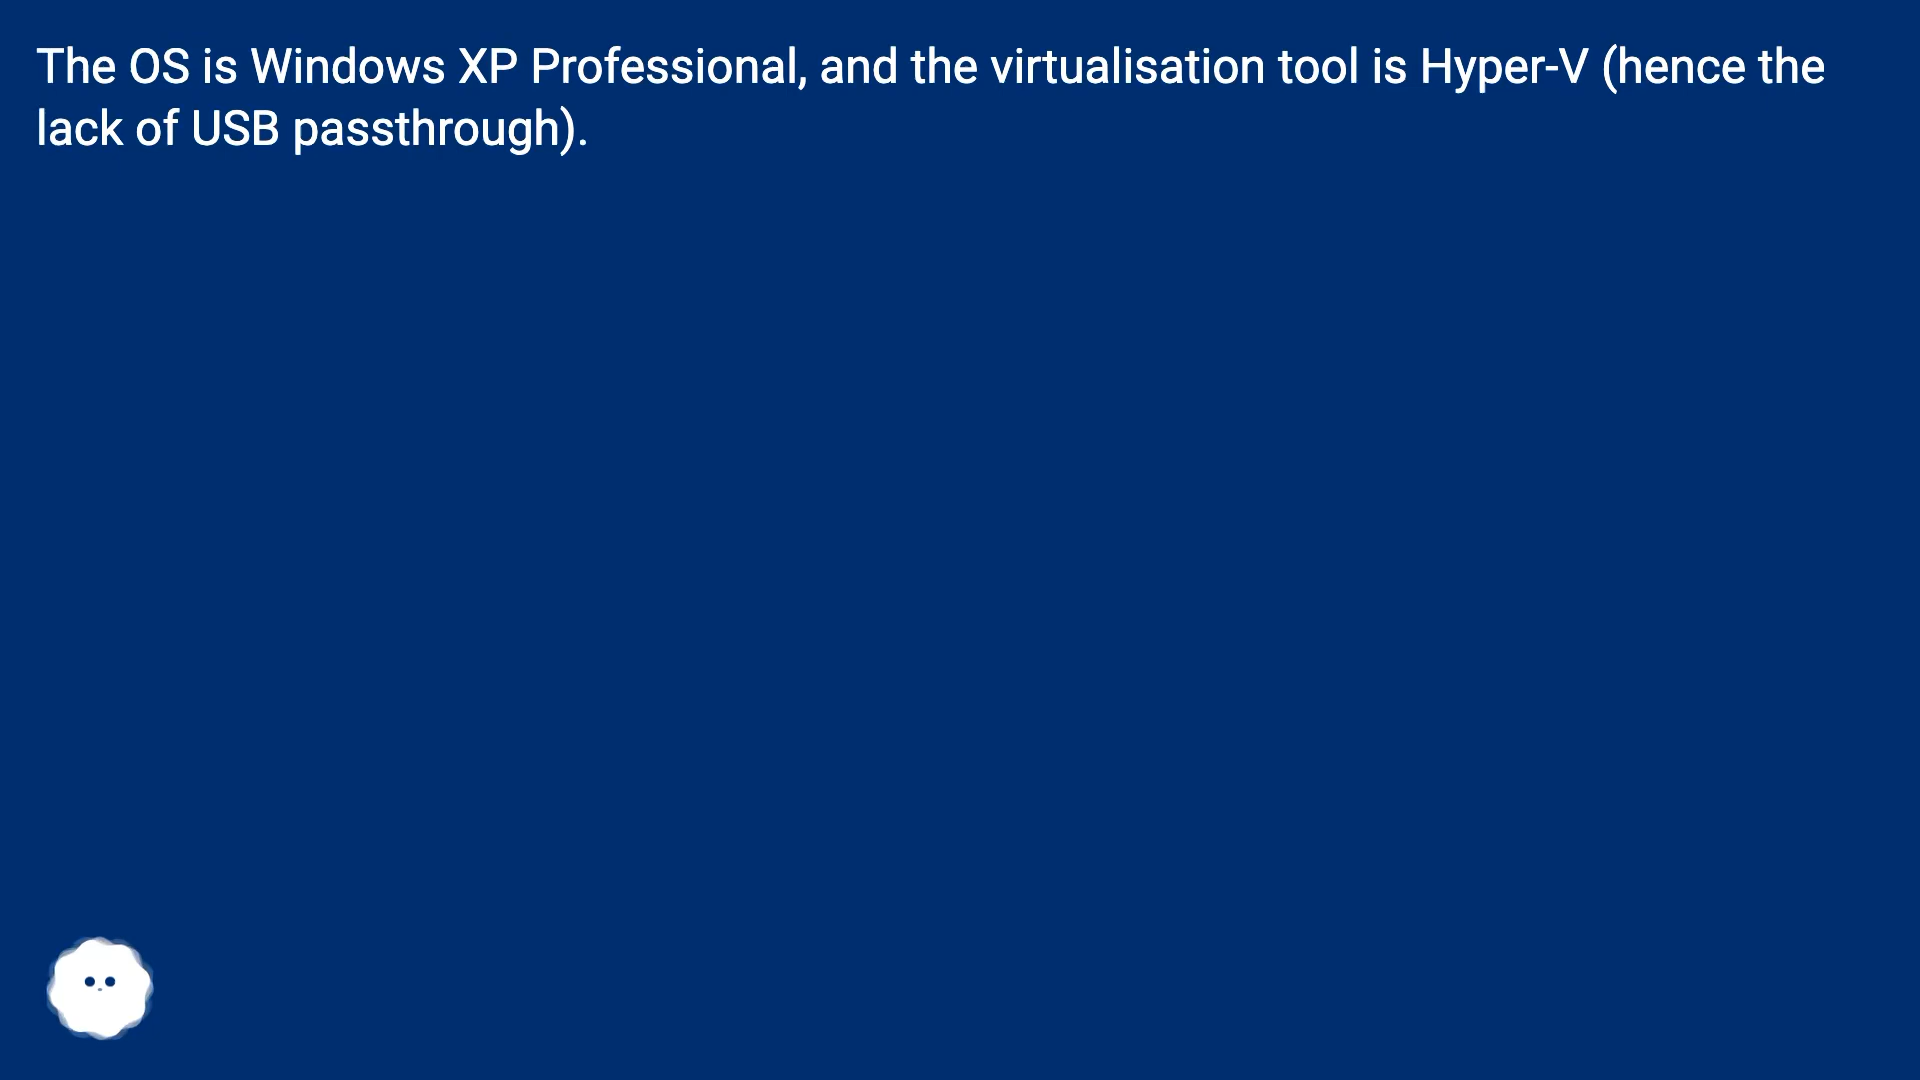 The OS is Windows XP Professional, and the virtualisation tool is Hyper-V (hence the
lack of USB passthrough).